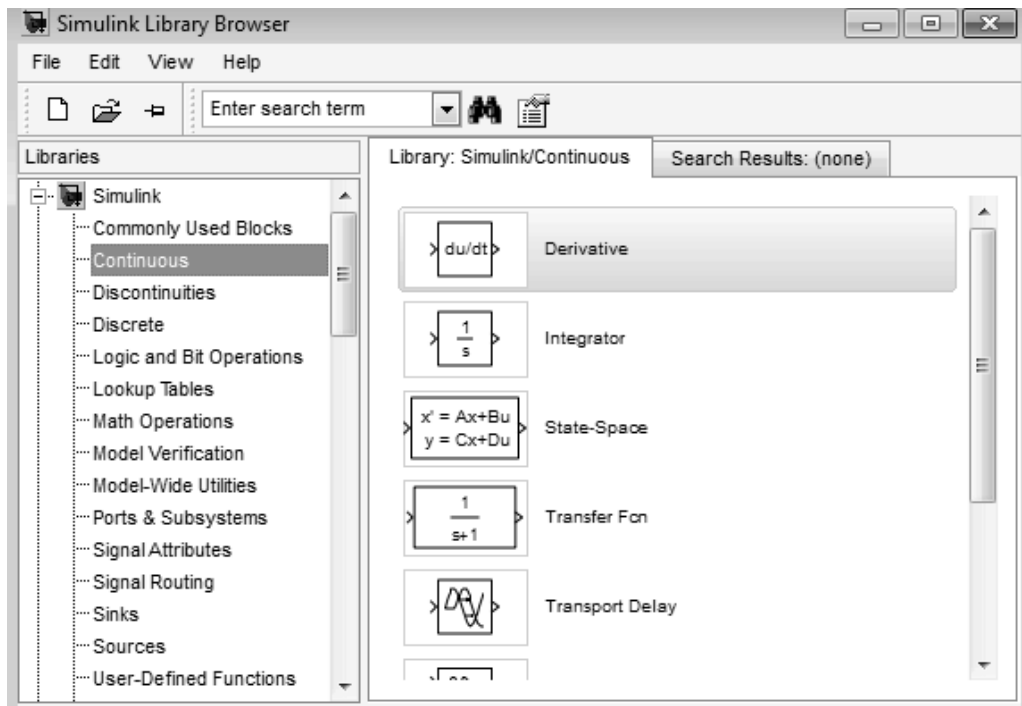 Simulink Library Browser
File Edit View Help
Enter search term
Libraries
Simulink
Commonly Used Blocks
Continuous
Discontinuities
Discrete
Logic and Bit Operations
Lookup Tables
Math Operations
Model Verification
Model-Wide Utilities
Ports & Subsystems
Signal Attributes
Signal Routing
Sinks
Sources
User-Defined Functions
Library: Simulink/Continuous
Search Results: (none)
du/dt
Derivative
1
s
Integrator
x' = Ax+Bu
y = Cx+Du
State-Space
1
s+1
Transfer Fcn
Transport Delay